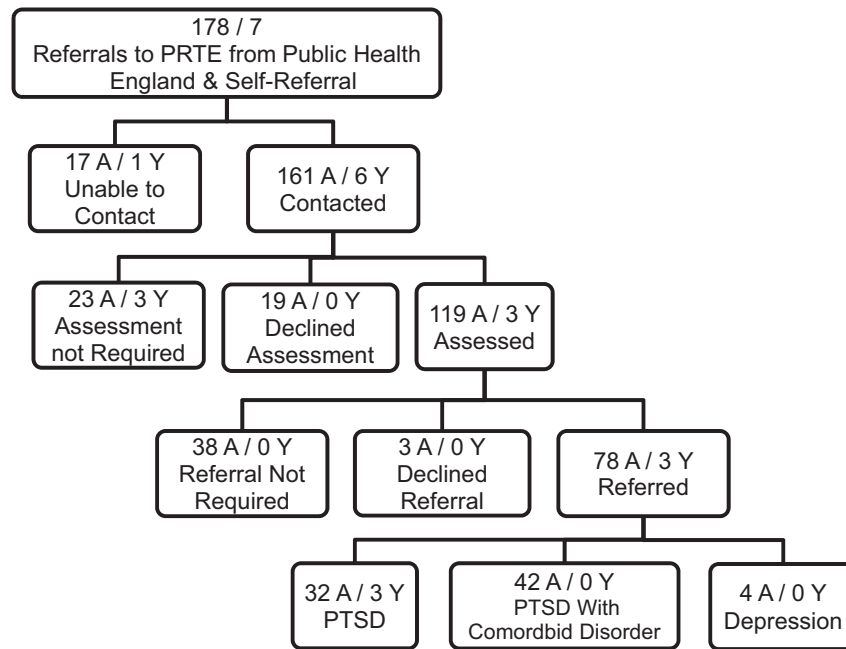 178 / 7
Referrals to PRTE from Public Health
England & Self-Referral
17 A / 1 Y
Unable to
Contact
161 A / 6 Y
Contacted
23 A / 3 Y
Assessment
not Required
19 A / 0 Y
Declined
Assessment
119 A / 3 Y
Assessed
38 A / 0 Y
Referral Not
Required
3 A / 0 Y
Declined
Referral
78 A / 3 Y
Referred
32 A / 3 Y
PTSD
42 A / 0 Y
PTSD With
Comordbid Disorder
4 A / 0 Y
Depression